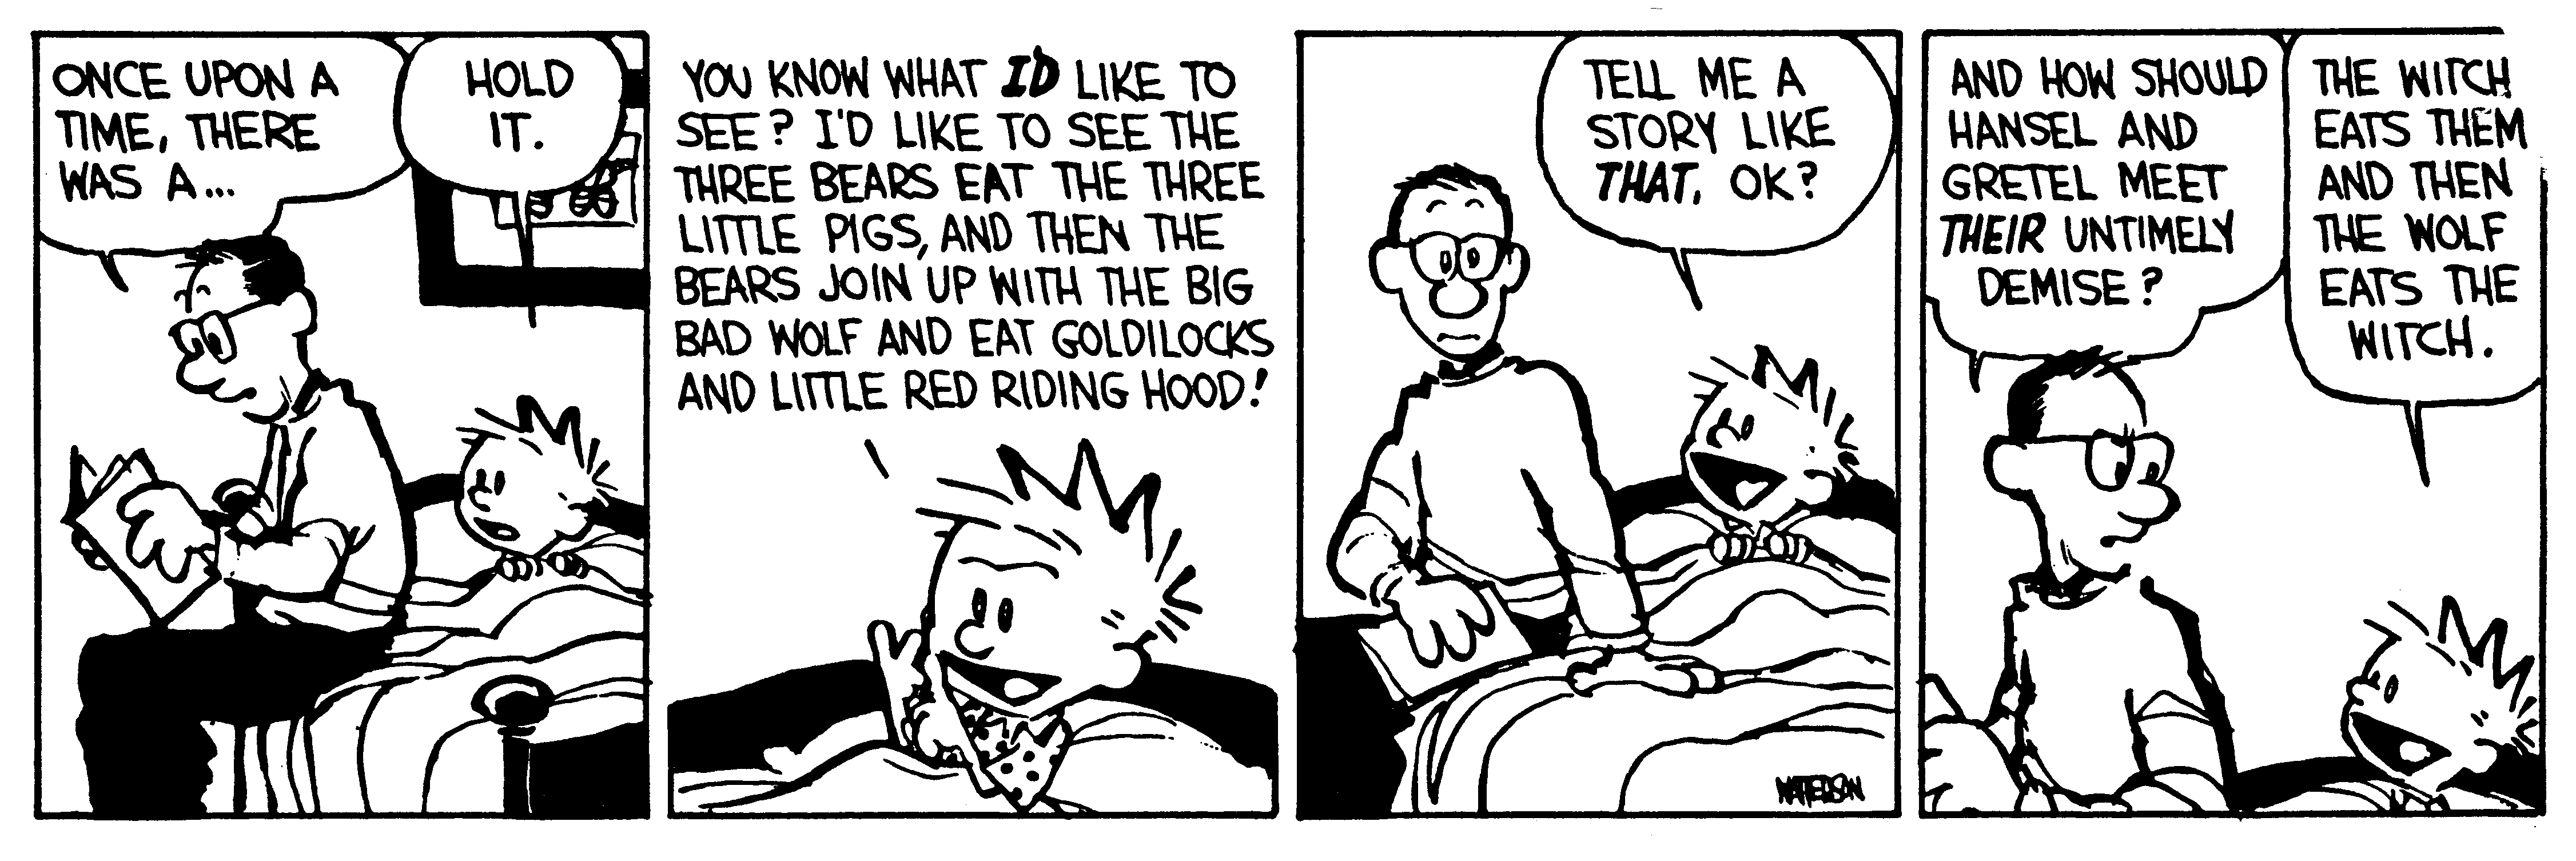 ONCE UPON A
TIME, THERE
WAS A...
HOLD
IT.
YOU KNOW WHAT I'D LIKE TO
SEE? I'D LIKE TO SEE THE
THREE BEARS EAT THE THREE
LITTLE PIGS, AND THEN THE
BEARS JOIN UP WITH THE BIG
BAD WOLF AND EAT GOLDILOCKS
AND LITTLE RED RIDING HOOD!
TELL ME A
STORY LIKE
THAT, OK?
WATTERSON
AND HOW SHOULD
HANSEL AND
GRETEL MEET
THEIR UNTIMELY
DEMISE?
THE WITCH
EATS THEM
AND THEN
THE WOLF
EATS THE
WITCH.